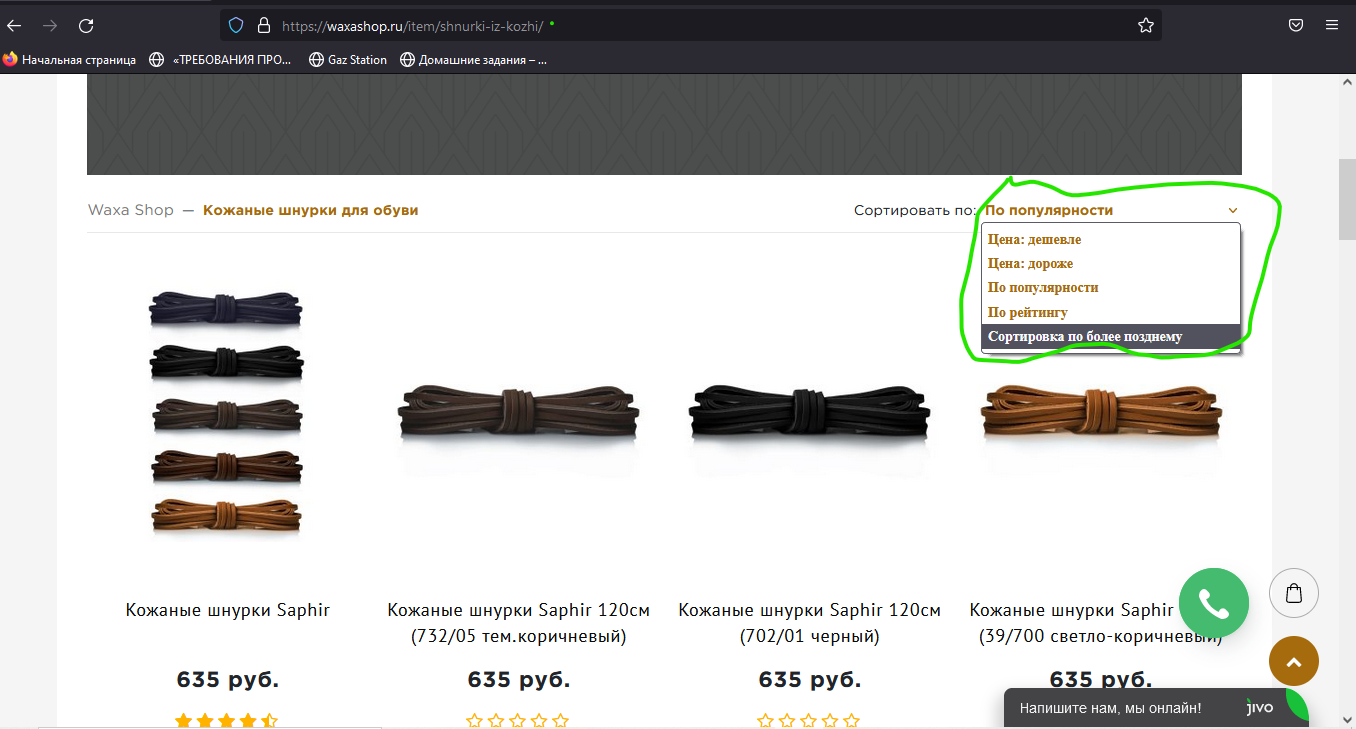 https://waxashop.ru/item/shnurki-iz-kozhi/
Начальная страница
«ТРЕБОВАНИЯ ПРО...
Gaz Station
Домашние задания – ...
Waxa Shop — Кожаные шнурки для обуви
Сортировать по: По популярности
Цена: дешевле
Цена: дороже
По популярности
По рейтингу
Сортировка по более позднему
Кожаные шнурки Saphir
635 руб.
Кожаные шнурки Saphir 120см
(732/05 тем.коричневый)
635 руб.
Кожаные шнурки Saphir 120см
(702/01 черный)
635 руб.
Кожаные шнурки Saphir
(39/700 светло-коричневый)
635 руб.
Напишите нам, мы онлайн!
jivo